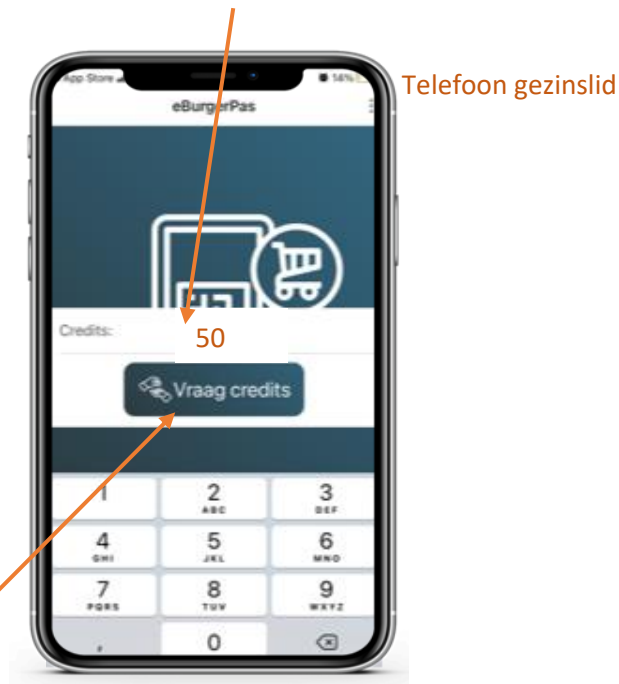 App Store 14%
Telefoon gezinslid
eBurgerPas
Credits: 50
Vraag credits
1 2 3
ABC DEF
4 5 6
GHI JKL MNO
7 8 9
PQRS TUV WXYZ
, 0